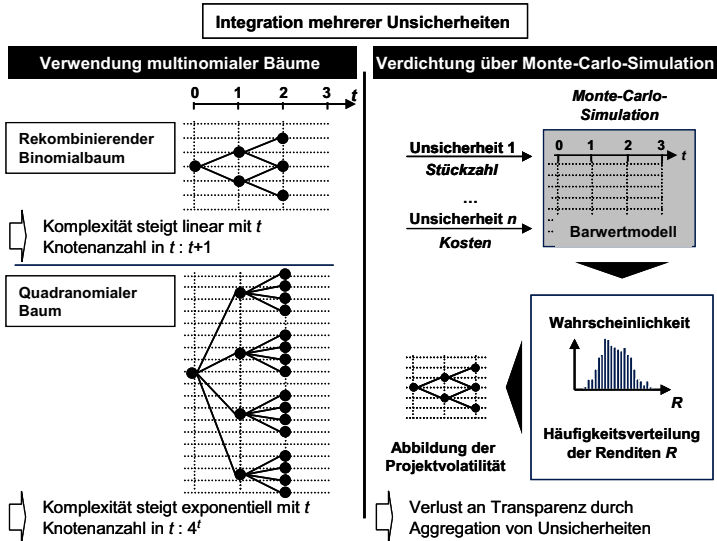 Integration mehrerer Unsicherheiten
Verwendung multinomialer Bäume
0 1 2 3 t
Rekombinierender
Binomialbaum
Komplexität steigt linear mit t
Knotenanzahl in t : t+1
Quadranomialer
Baum
Komplexität steigt exponentiell mit t
Knotenanzahl in t : 4^t
Verdichtung über Monte-Carlo-Simulation
Monte-Carlo-
Simulation
Unsicherheit 1
Stückzahl
...
Unsicherheit n
Kosten
0 1 2 3 t
Barwertmodell
Wahrscheinlichkeit
R
Häufigkeitsverteilung
der Renditen R
Abbildung der
Projektvolatilität
Verlust an Transparenz durch
Aggregation von Unsicherheiten